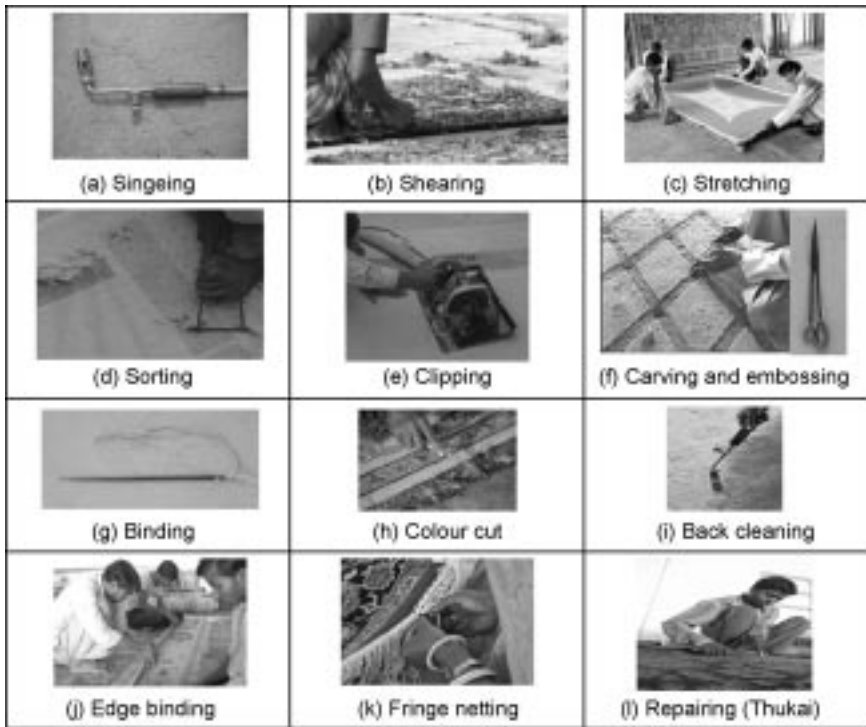 (a) Singeing
(b) Shearing
(c) Stretching
(d) Sorting
(e) Clipping
(f) Carving and embossing
(g) Binding
(h) Colour cut
(i) Back cleaning
(j) Edge binding
(k) Fringe netting
(l) Repairing (Thukai)